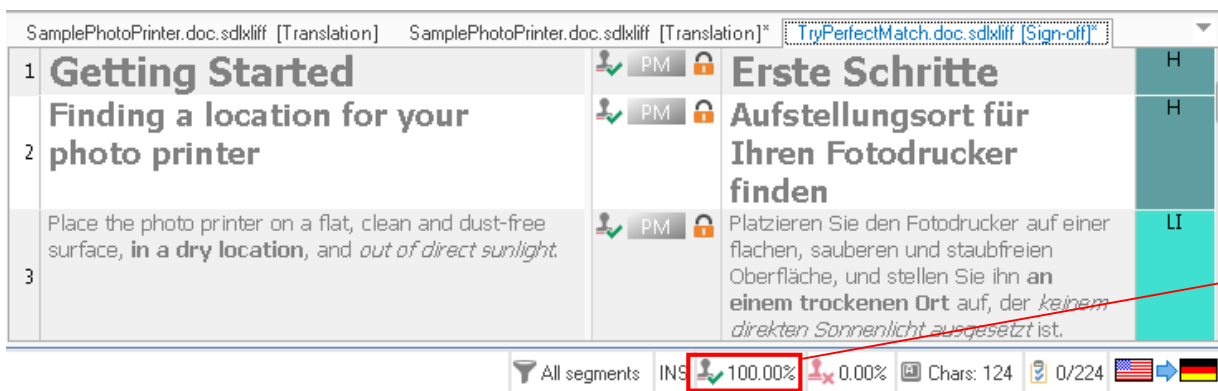 SamplePhotoPrinter.doc.sdlxliff [Translation] SamplePhotoPrinter.doc.sdlxliff [Translation]* TryPerfectMatch.doc.sdlxliff [Sign-off]*
1 Getting Started PM Erste Schritte H
2 Finding a location for your
photo printer
PM
Aufstellungsort für
Ihren Fotodrucker
finden
H
3 Place the photo printer on a flat, clean and dust-free
surface, in a dry location, and out of direct sunlight.
PM
Platzieren Sie den Fotodrucker auf einer
flachen, sauberen und staubfreien
Oberfläche, und stellen Sie ihn an
einem trockenen Ort auf, der keinem
direkten Sonnenlicht ausgesetzt ist.
LI
All segments INS 100.00% 0.00% Chars: 124 0/224